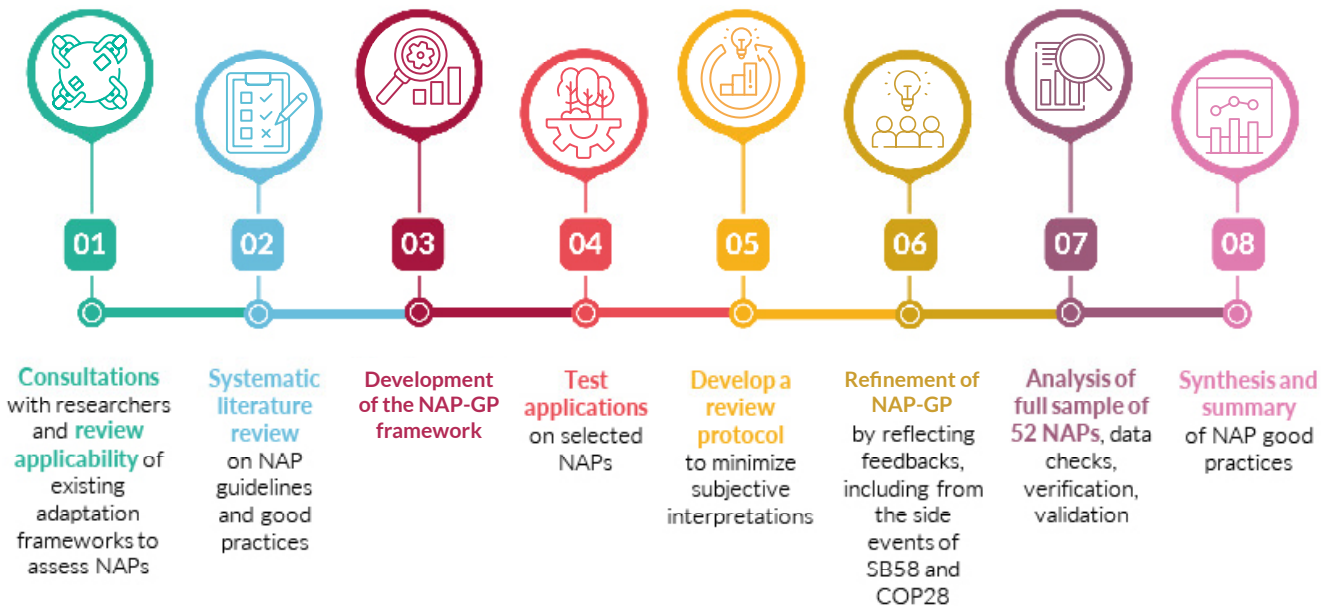 01
02
03
04
05
06
07
08
Consultations
with researchers
and review
applicability of
existing
adaptation
frameworks to
assess NAPs
Systematic
literature
review
on NAP
guidelines
and good
practices
Development
of the NAP-GP
framework
Test
applications
on selected
NAPs
Develop a
review
protocol
to minimize
subjective
interpretations
Refinement of
NAP-GP
by reflecting
feedbacks,
including from
the side
events of
SB58 and
COP28
Analysis of
full sample of
52 NAPs, data
checks,
verification,
validation
Synthesis and
summary
of NAP good
practices